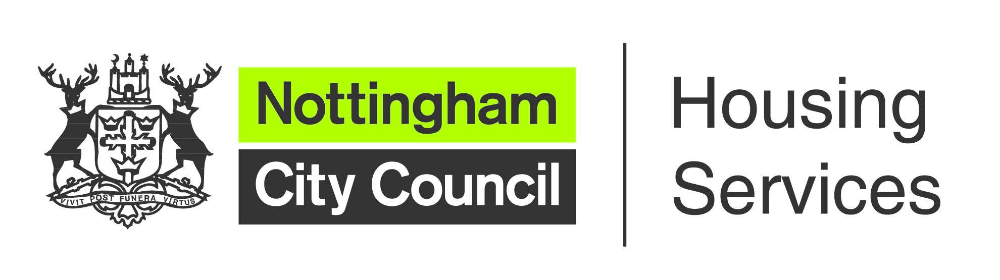 VIVIT POST FUNERA VIRTUS
Nottingham
City Council
Housing
Services